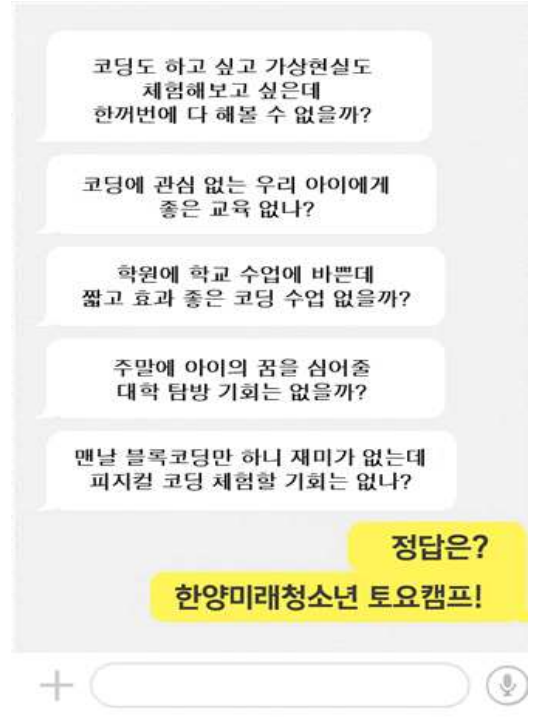 코딩도 하고 싶고 가상현실도
체험해보고 싶은데
한꺼번에 다 해볼 수 없을까?
코딩에 관심 없는 우리 아이에게
좋은 교육 없나?
학원에 학교 수업에 바쁜데
짧고 효과 좋은 코딩 수업 없을까?
주말에 아이의 꿈을 심어줄
대학 탐방 기회는 없을까?
맨날 블록코딩만 하니 재미가 없는데
피지컬 코딩 체험할 기회는 없나?
정답은?
한양미래청소년 토요캠프!